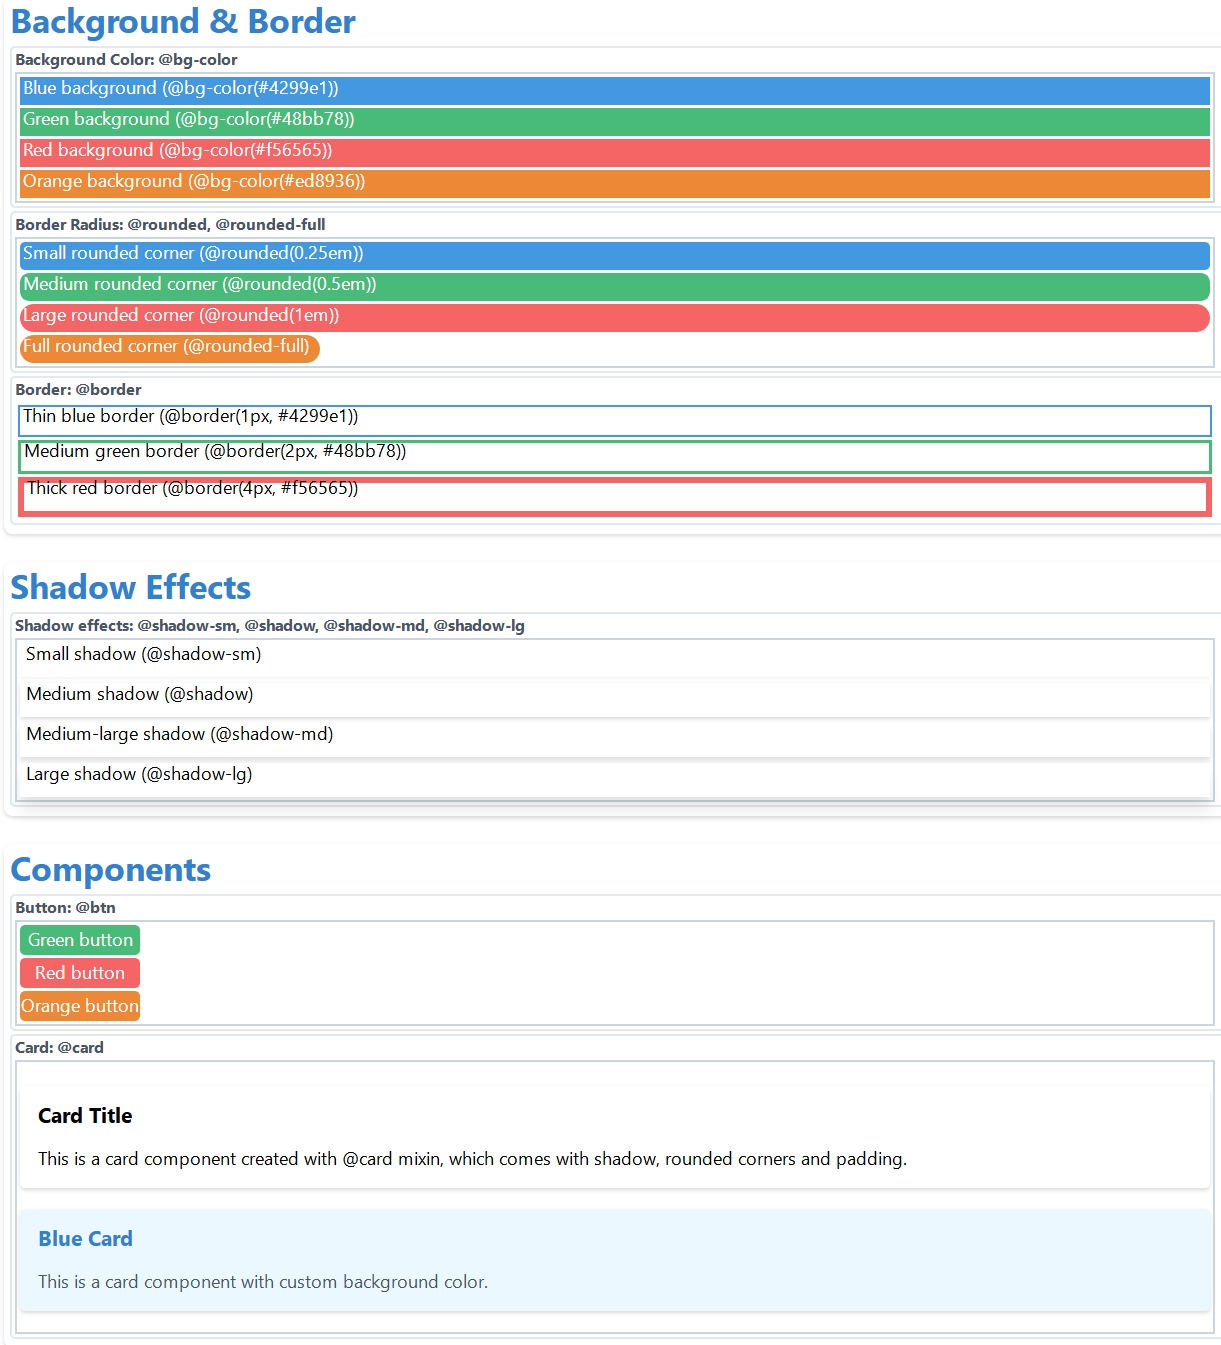 Background & Border
Background Color: @bg-color
Blue background (@bg-color(#4299e1))
Green background (@bg-color(#48bb78))
Red background (@bg-color(#f56565))
Orange background (@bg-color(#ed8936))
Border Radius: @rounded, @rounded-full
Small rounded corner (@rounded(0.25em))
Medium rounded corner (@rounded(0.5em))
Large rounded corner (@rounded(1em))
Full rounded corner (@rounded-full)
Border: @border
Thin blue border (@border(1px, #4299e1))
Medium green border (@border(2px, #48bb78))
Thick red border (@border(4px, #f56565))
Shadow Effects
Shadow effects: @shadow-sm, @shadow, @shadow-md, @shadow-lg
Small shadow (@shadow-sm)
Medium shadow (@shadow)
Medium-large shadow (@shadow-md)
Large shadow (@shadow-lg)
Components
Button: @btn
Green button
Red button
Orange button
Card: @card
Card Title
This is a card component created with @card mixin, which comes with shadow, rounded corners and padding.
Blue Card
This is a card component with custom background color.